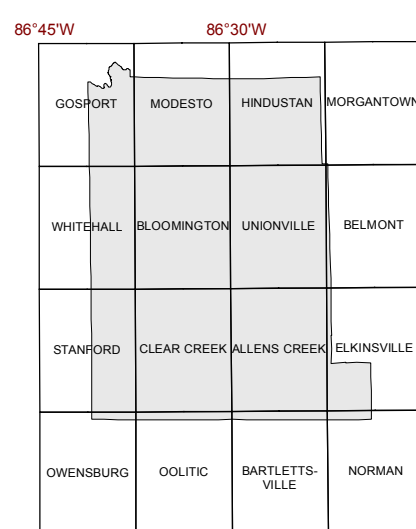 86°45'W 86°30'W
GOSPORT MODESTO HINDUSTAN MORGANTOWN
WHITEHALL BLOOMINGTON UNIONVILLE BELMONT
STANFORD CLEAR CREEK ALLENS CREEK ELKINSVILLE
OWENSBURG OOLITIC BARTLETTS-
VILLE NORMAN